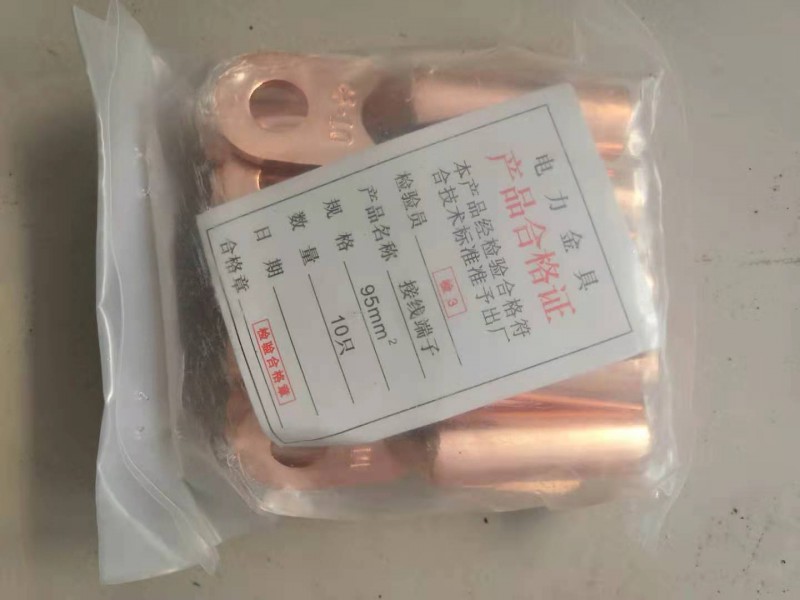 电力金具
产品合格证
本产品经检验合格符
合技术标准准予出厂
检验员 检3
产品名称 接线端子
规格 95mm²
数量 10只
日期
合格章 检验合格章